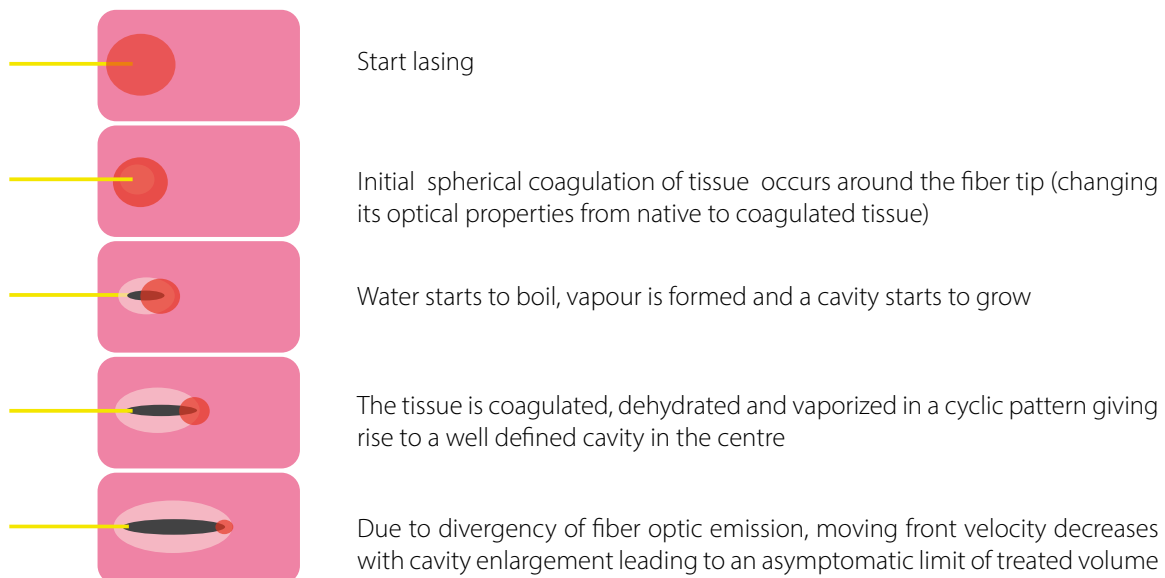 Start lasing
Initial spherical coagulation of tissue occurs around the fiber tip (changing
its optical properties from native to coagulated tissue)
Water starts to boil, vapour is formed and a cavity starts to grow
The tissue is coagulated, dehydrated and vaporized in a cyclic pattern giving
rise to a well defined cavity in the centre
Due to divergency of fiber optic emission, moving front velocity decreases
with cavity enlargement leading to an asymptomatic limit of treated volume